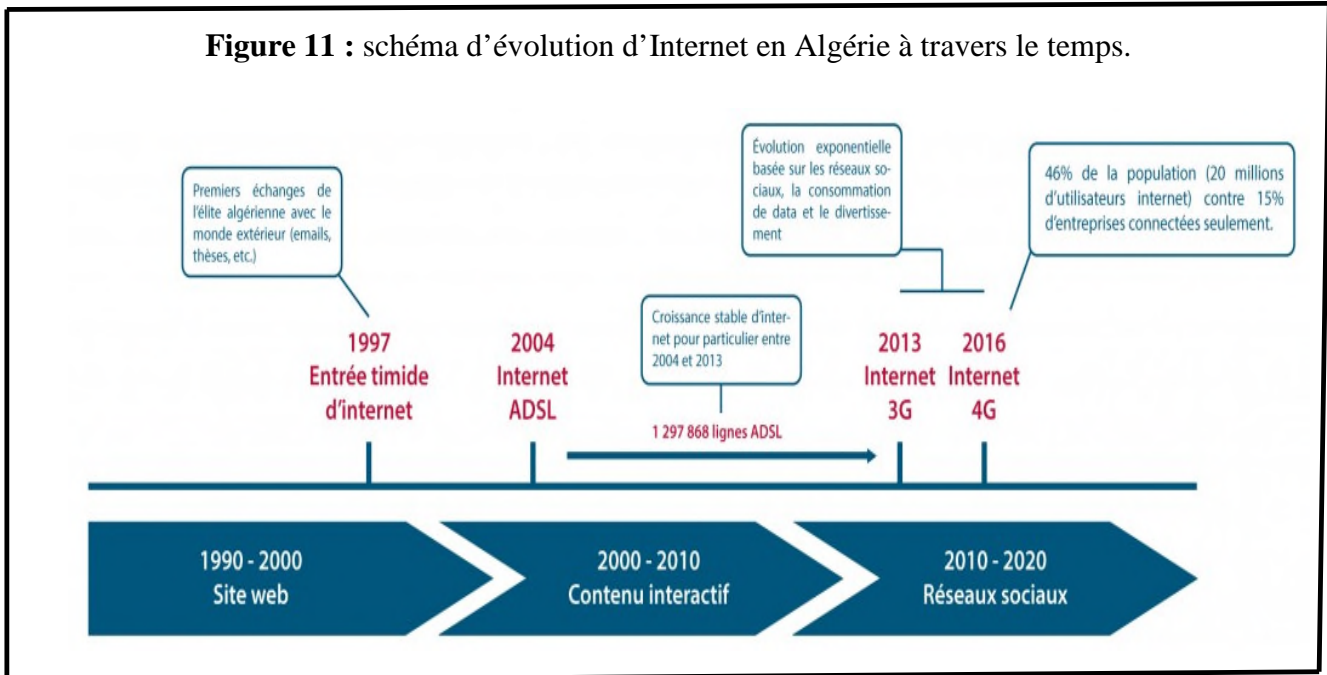 Figure 11 : schéma d’évolution d’Internet en Algérie à travers le temps.
Premiers échanges de
l’élite algérienne avec le
monde extérieur (emails,
thèses, etc.)
1997
Entrée timide
d’internet
2004
Internet
ADSL
Croissance stable d’inter-
net pour particulier entre
2004 et 2013
1 297 868 lignes ADSL
Évolution exponentielle
basée sur les réseaux so-
ciaux, la consommation
de data et le divertisse-
ment
2013
Internet
3G
2016
Internet
4G
46% de la population (20 millions
d’utilisateurs internet) contre 15%
d’entreprises connectées seulement.
1990 - 2000
Site web
2000 - 2010
Contenu interactif
2010 - 2020
Réseaux sociaux